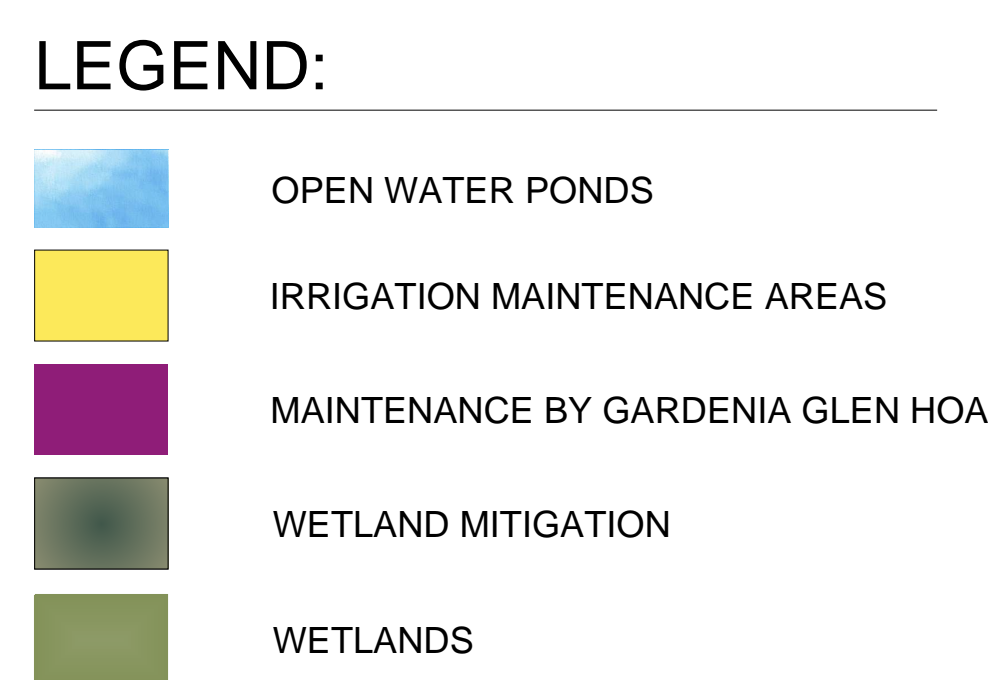 LEGEND:
OPEN WATER PONDS
IRRIGATION MAINTENANCE AREAS
MAINTENANCE BY GARDENIA GLEN HOA
WETLAND MITIGATION
WETLANDS